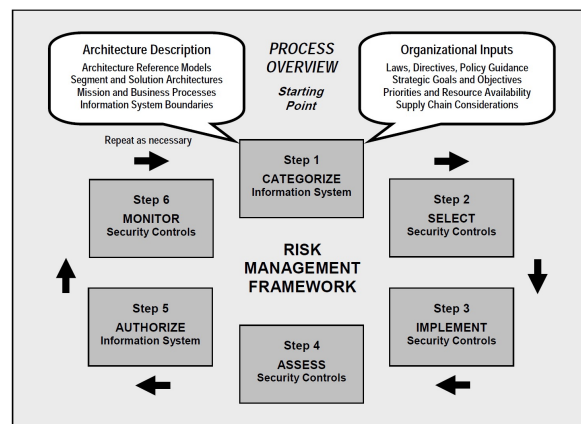 Architecture Description
Architecture Reference Models
Segment and Solution Architectures
Mission and Business Processes
Information System Boundaries
PROCESS
OVERVIEW
Starting
Point
Organizational Inputs
Laws, Directives, Policy Guidance
Strategic Goals and Objectives
Priorities and Resource Availability
Supply Chain Considerations
Repeat as necessary
Step 1
CATEGORIZE
Information System
Step 2
SELECT
Security Controls
Step 3
IMPLEMENT
Security Controls
Step 4
ASSESS
Security Controls
Step 5
AUTHORIZE
Information System
Step 6
MONITOR
Security Controls
RISK
MANAGEMENT
FRAMEWORK